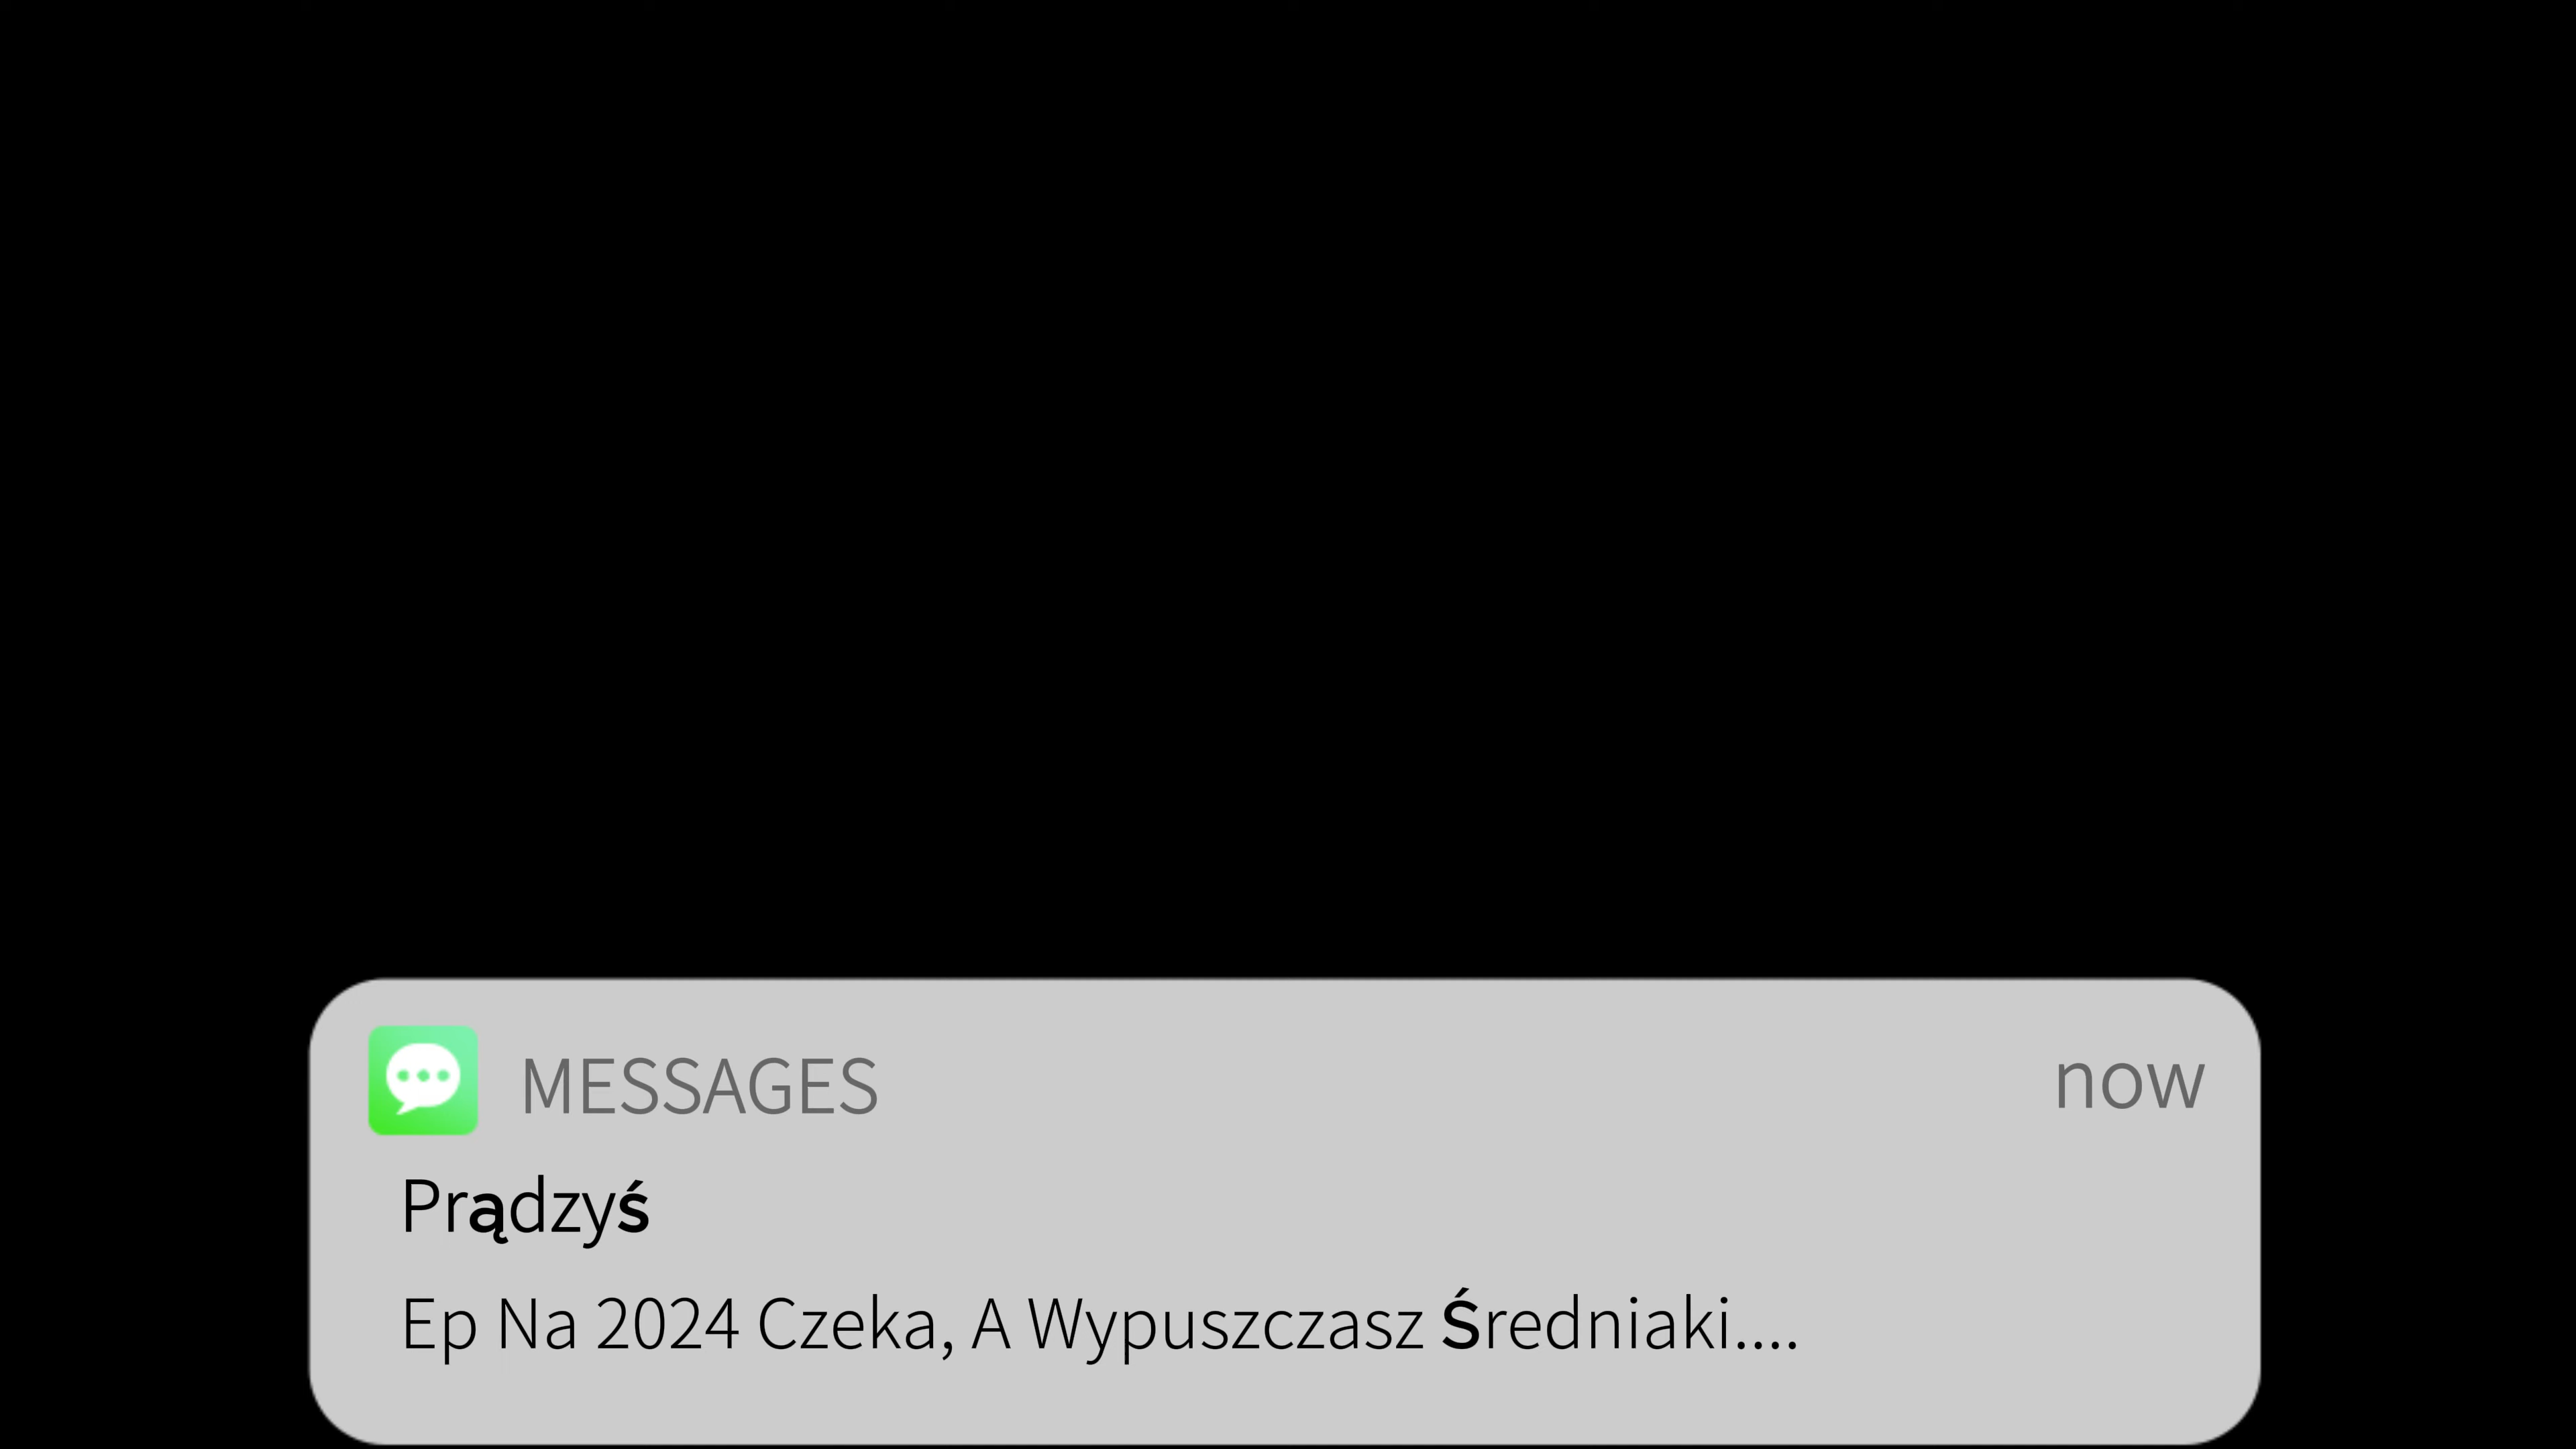 MESSAGES now
Prądzyś
Ep Na 2024 Czeka, A Wypuszczasz Średniaki....